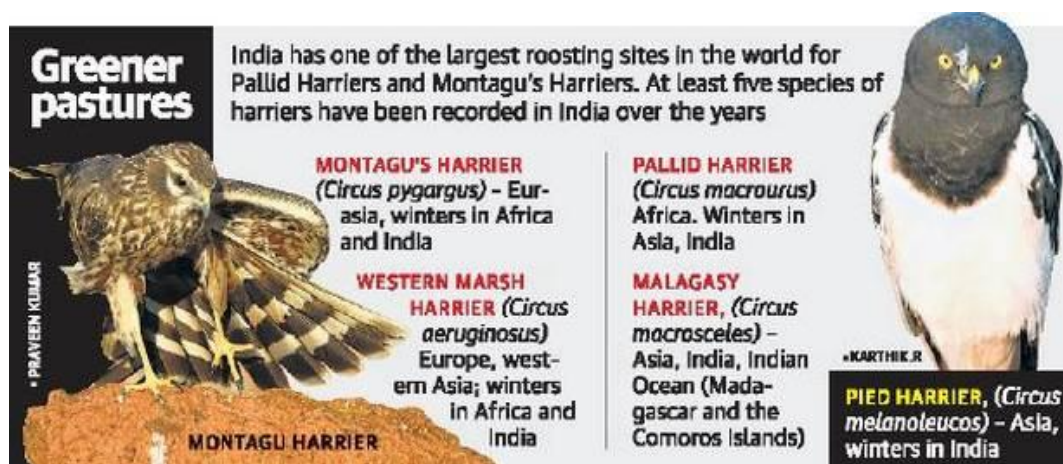 Greener
pastures
India has one of the largest roosting sites in the world for
Pallid Harriers and Montagu's Harriers. At least five species of
harriers have been recorded in India over the years
MONTAGU'S HARRIER
(Circus pygargus) – Eur-
asia, winters in Africa
and India
WESTERN MARSH
HARRIER (Circus
aeruginosus)
Europe, west-
ern Asia; winters
in Africa and
India
PALLID HARRIER
(Circus macrourus)
Africa. Winters in
Asia, India
MALAGASY
HARRIER, (Circus
macrosceles) –
Asia, India, Indian
Ocean (Mada-
gascar and the
Comoros Islands)
• PRAVEEN KUMAR
MONTAGU HARRIER
•KARTHIK.R
PIED HARRIER, (Circus
melanoleucos) – Asia,
winters in India